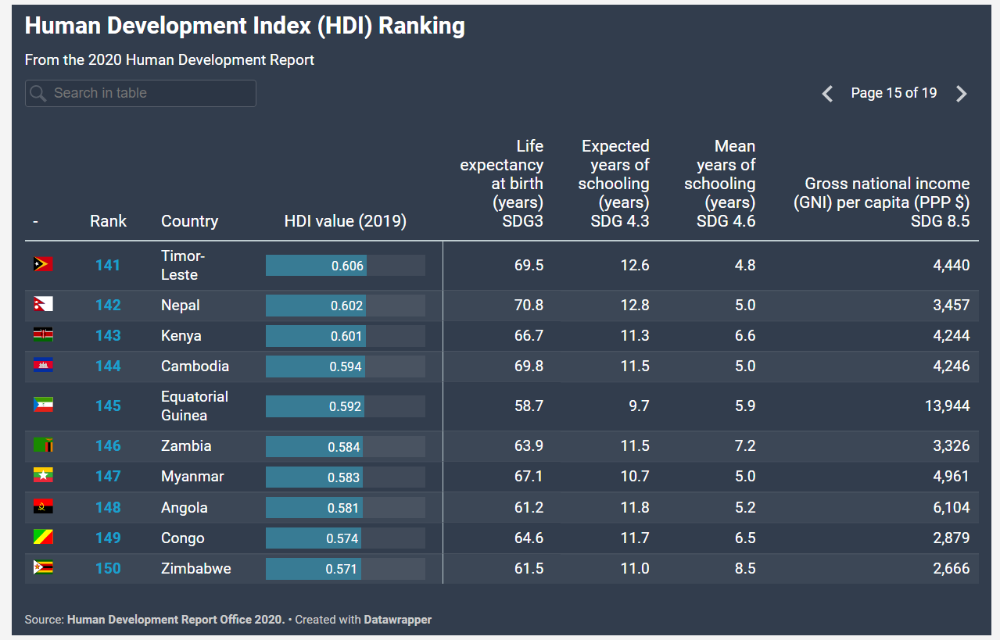 Human Development Index (HDI) Ranking
From the 2020 Human Development Report
Search in table
Page 15 of 19
- Rank Country HDI value (2019) Life expectancy at birth (years) SDG3 Expected years of schooling (years) SDG 4.3 Mean years of schooling (years) SDG 4.6 Gross national income (GNI) per capita (PPP $) SDG 8.5
141 Timor-Leste 0.606 69.5 12.6 4.8 4,440
142 Nepal 0.602 70.8 12.8 5.0 3,457
143 Kenya 0.601 66.7 11.3 6.6 4,244
144 Cambodia 0.594 69.8 11.5 5.0 4,246
145 Equatorial Guinea 0.592 58.7 9.7 5.9 13,944
146 Zambia 0.584 63.9 11.5 7.2 3,326
147 Myanmar 0.583 67.1 10.7 5.0 4,961
148 Angola 0.581 61.2 11.8 5.2 6,104
149 Congo 0.574 64.6 11.7 6.5 2,879
150 Zimbabwe 0.571 61.5 11.0 8.5 2,666
Source: Human Development Report Office 2020. • Created with Datawrapper